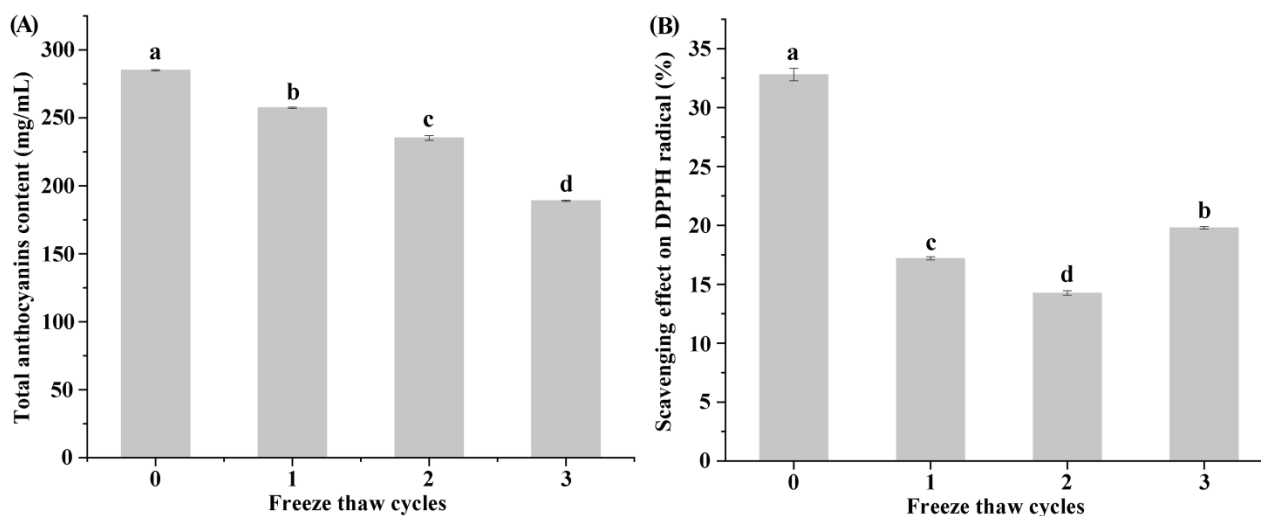 (A)
Total anthocyanins content (mg/mL)
300
250
200
150
100
50
0
a
b
c
d
0 1 2 3
Freeze thaw cycles
(B)
Scavenging effect on DPPH radical (%)
35
30
25
20
15
10
5
0
a
c
d
b
0 1 2 3
Freeze thaw cycles